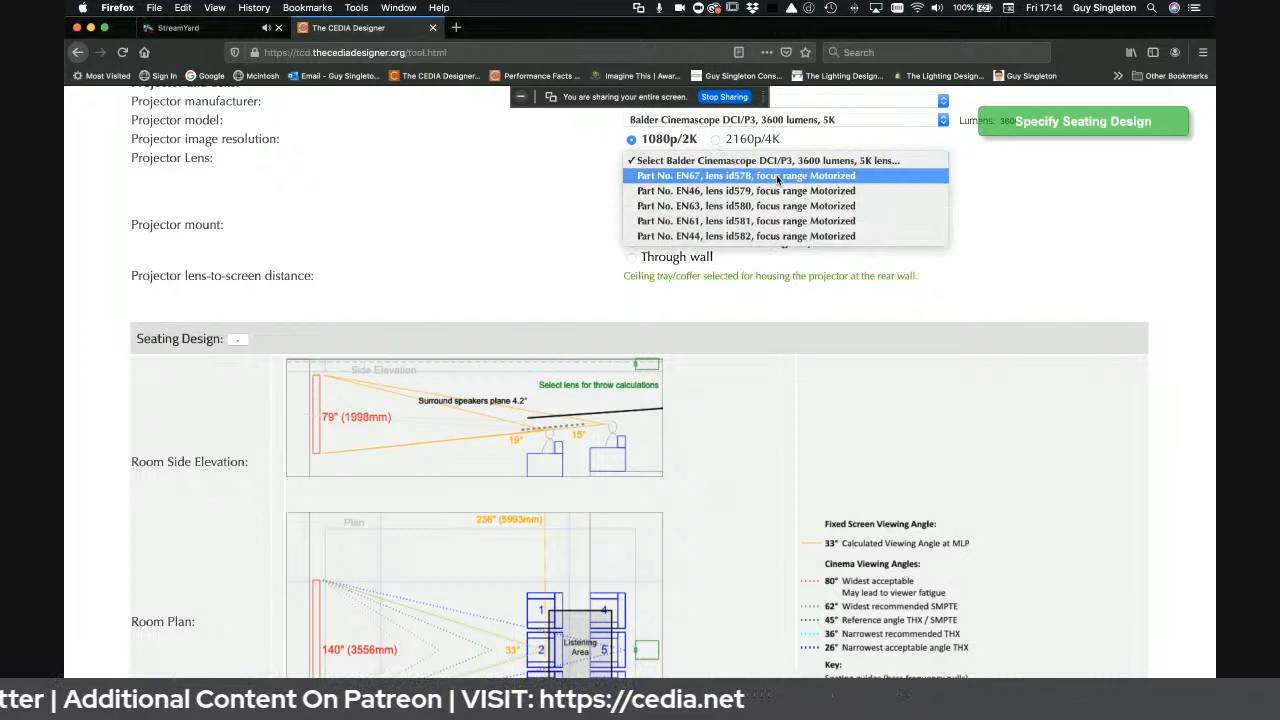 Firefox File Edit View History Bookmarks Tools Window Help 100% Fri 17:14 Guy Singleton
StreamYard The CEDIA Designer
https://tcd.thecediadesigner.org/tool.html Search
Most Visited Sign In Google Mcintosh Email - Guy Singleto... The CEDIA Designer... Performance Facts ... Imagine This | Awar... Guy Singleton Cons... The Lighting Design... The Lighting Design... Guy Singleton Other Bookmarks
You are sharing your entire screen. Stop Sharing
Projector manufacturer:
Projector model: Balder Cinemascope DCI/P3, 3600 lumens, 5K Lumens: 360
Specify Seating Design
Projector image resolution: 1080p/2K 2160p/4K
Projector Lens:
✓Select Balder Cinemascope DCI/P3, 3600 lumens, 5K lens...
Part No. EN67, lens id578, focus range Motorized
Part No. EN46, lens id579, focus range Motorized
Part No. EN63, lens id580, focus range Motorized
Part No. EN61, lens id581, focus range Motorized
Part No. EN44, lens id582, focus range Motorized
Projector mount:
Through wall
Projector lens-to-screen distance: Ceiling tray/coffer selected for housing the projector at the rear wall.
Seating Design: -
Side Elevation
Select lens for throw calculations
Surround speakers plane 4.2°
79" (1998mm)
19° 15°
Room Side Elevation:
Plan 236" (5993mm)
Fixed Screen Viewing Angle:
33° Calculated Viewing Angle at MLP
Cinema Viewing Angles:
80° Widest acceptable
May lead to viewer fatigue
62° Widest recommended SMPTE
45° Reference angle THX / SMPTE
36° Narrowest recommended THX
26° Narrowest acceptable angle THX
Key:
Room Plan:
1 4
140" (3556mm) 33° 2 Listening Area 5
tter | Additional Content On Patreon | VISIT: https://cedia.net